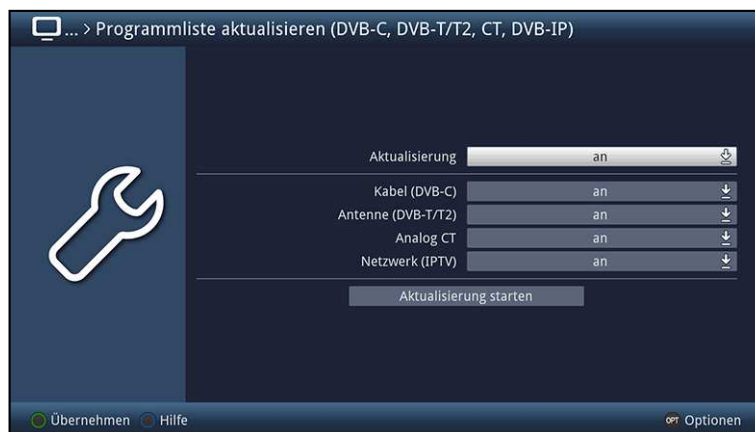 ... > Programmliste aktualisieren (DVB-C, DVB-T/T2, CT, DVB-IP)
Aktualisierung an
Kabel (DVB-C) an
Antenne (DVB-T/T2) an
Analog CT an
Netzwerk (IPTV) an
Aktualisierung starten
Übernehmen Hilfe OPT Optionen